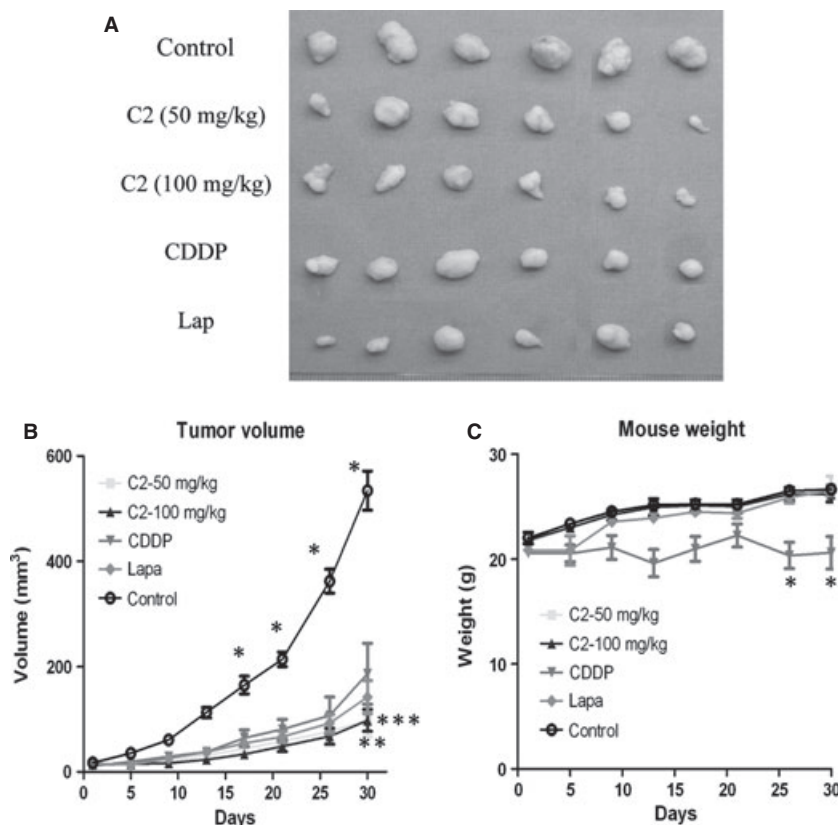 A
Control
C2 (50 mg/kg)
C2 (100 mg/kg)
CDDP
Lap
B
Tumor volume
600
400
200
0
Volume (mm³)
C2-50 mg/kg
C2-100 mg/kg
CDDP
Lapa
Control
*
*
*
*
***
**
0 5 10 15 20 25 30
Days
C
Mouse weight
30
20
10
0
Weight (g)
C2-50 mg/kg
C2-100 mg/kg
CDDP
Lapa
Control
* *
0 5 10 15 20 25 30
Days